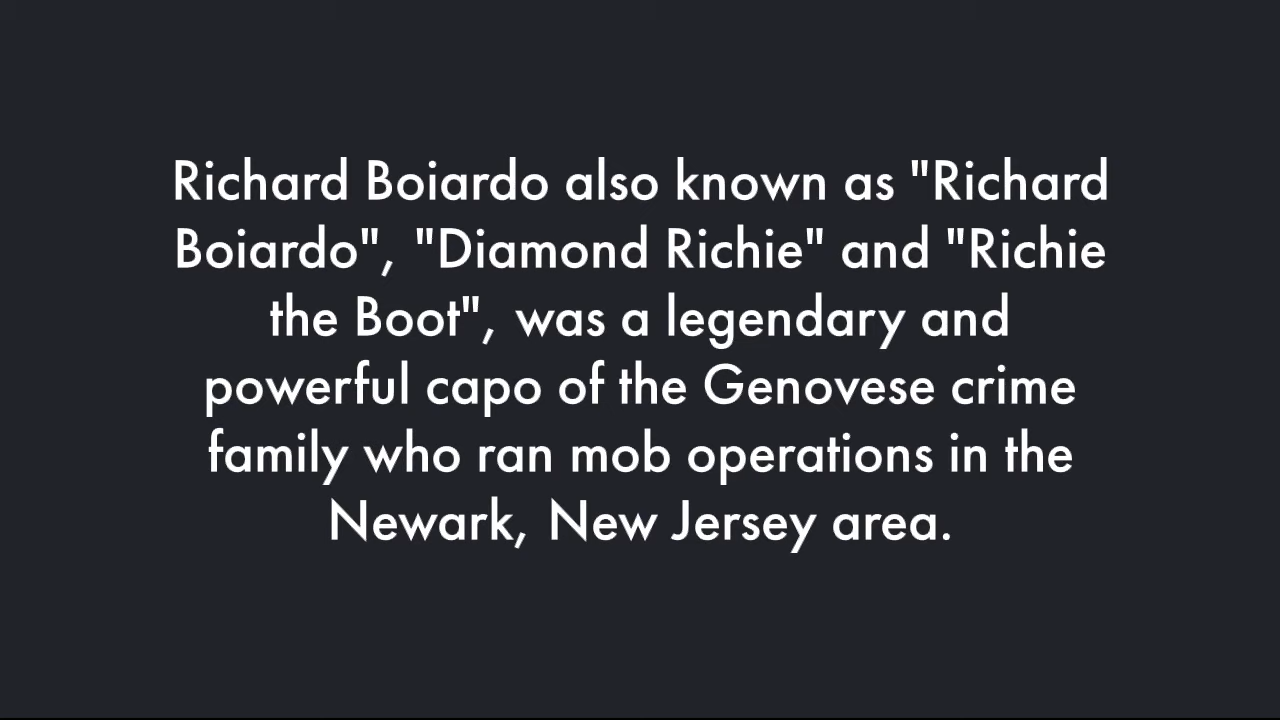 Richard Boiardo also known as "Richard
Boiardo", "Diamond Richie" and "Richie
the Boot", was a legendary and
powerful capo of the Genovese crime
family who ran mob operations in the
Newark, New Jersey area.